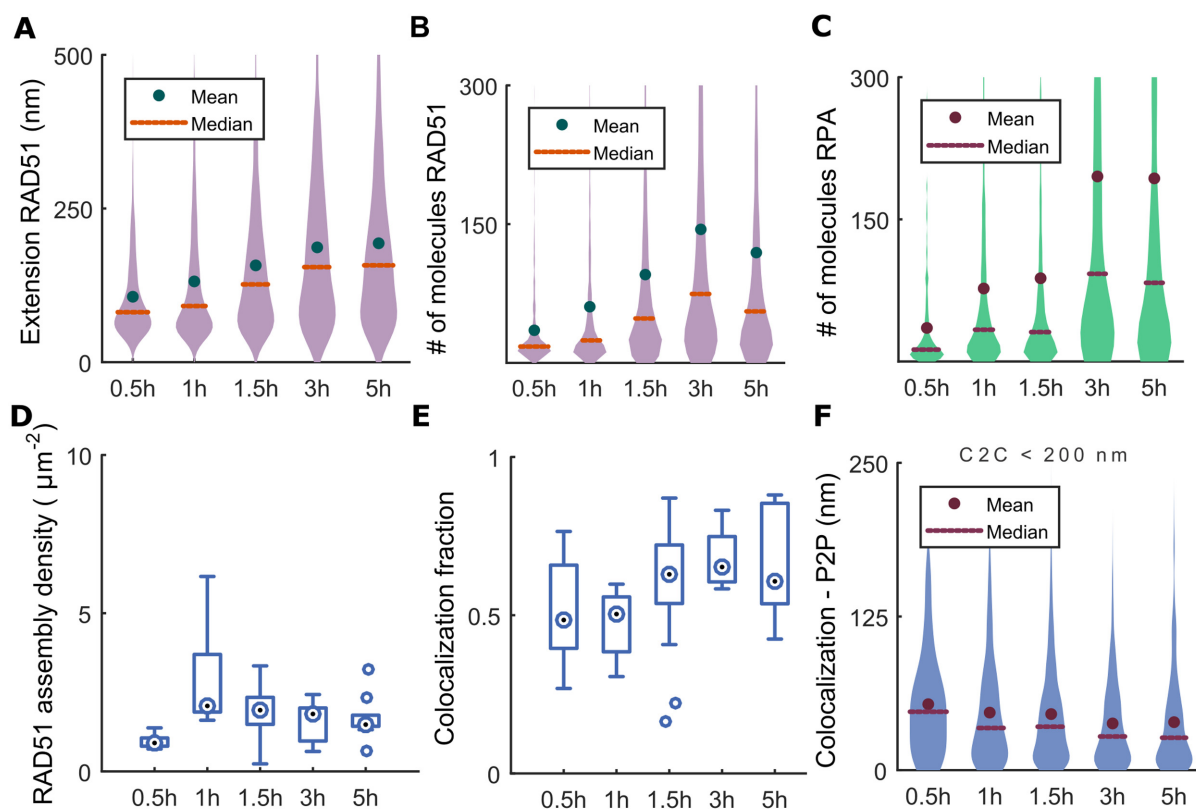 A
Extension RAD51 (nm)
500
250
0
Mean
Median
0.5h 1h 1.5h 3h 5h
B
# of molecules RAD51
300
150
Mean
Median
0.5h 1h 1.5h 3h 5h
C
# of molecules RPA
300
150
Mean
Median
0.5h 1h 1.5h 3h 5h
D
RAD51 assembly density ( µm⁻²)
10
5
0
0.5h 1h 1.5h 3h 5h
E
Colocalization fraction
1
0.5
0
0.5h 1h 1.5h 3h 5h
F
Colocalization - P2P (nm)
C2C < 200 nm
250
125
0
Mean
Median
0.5h 1h 1.5h 3h 5h